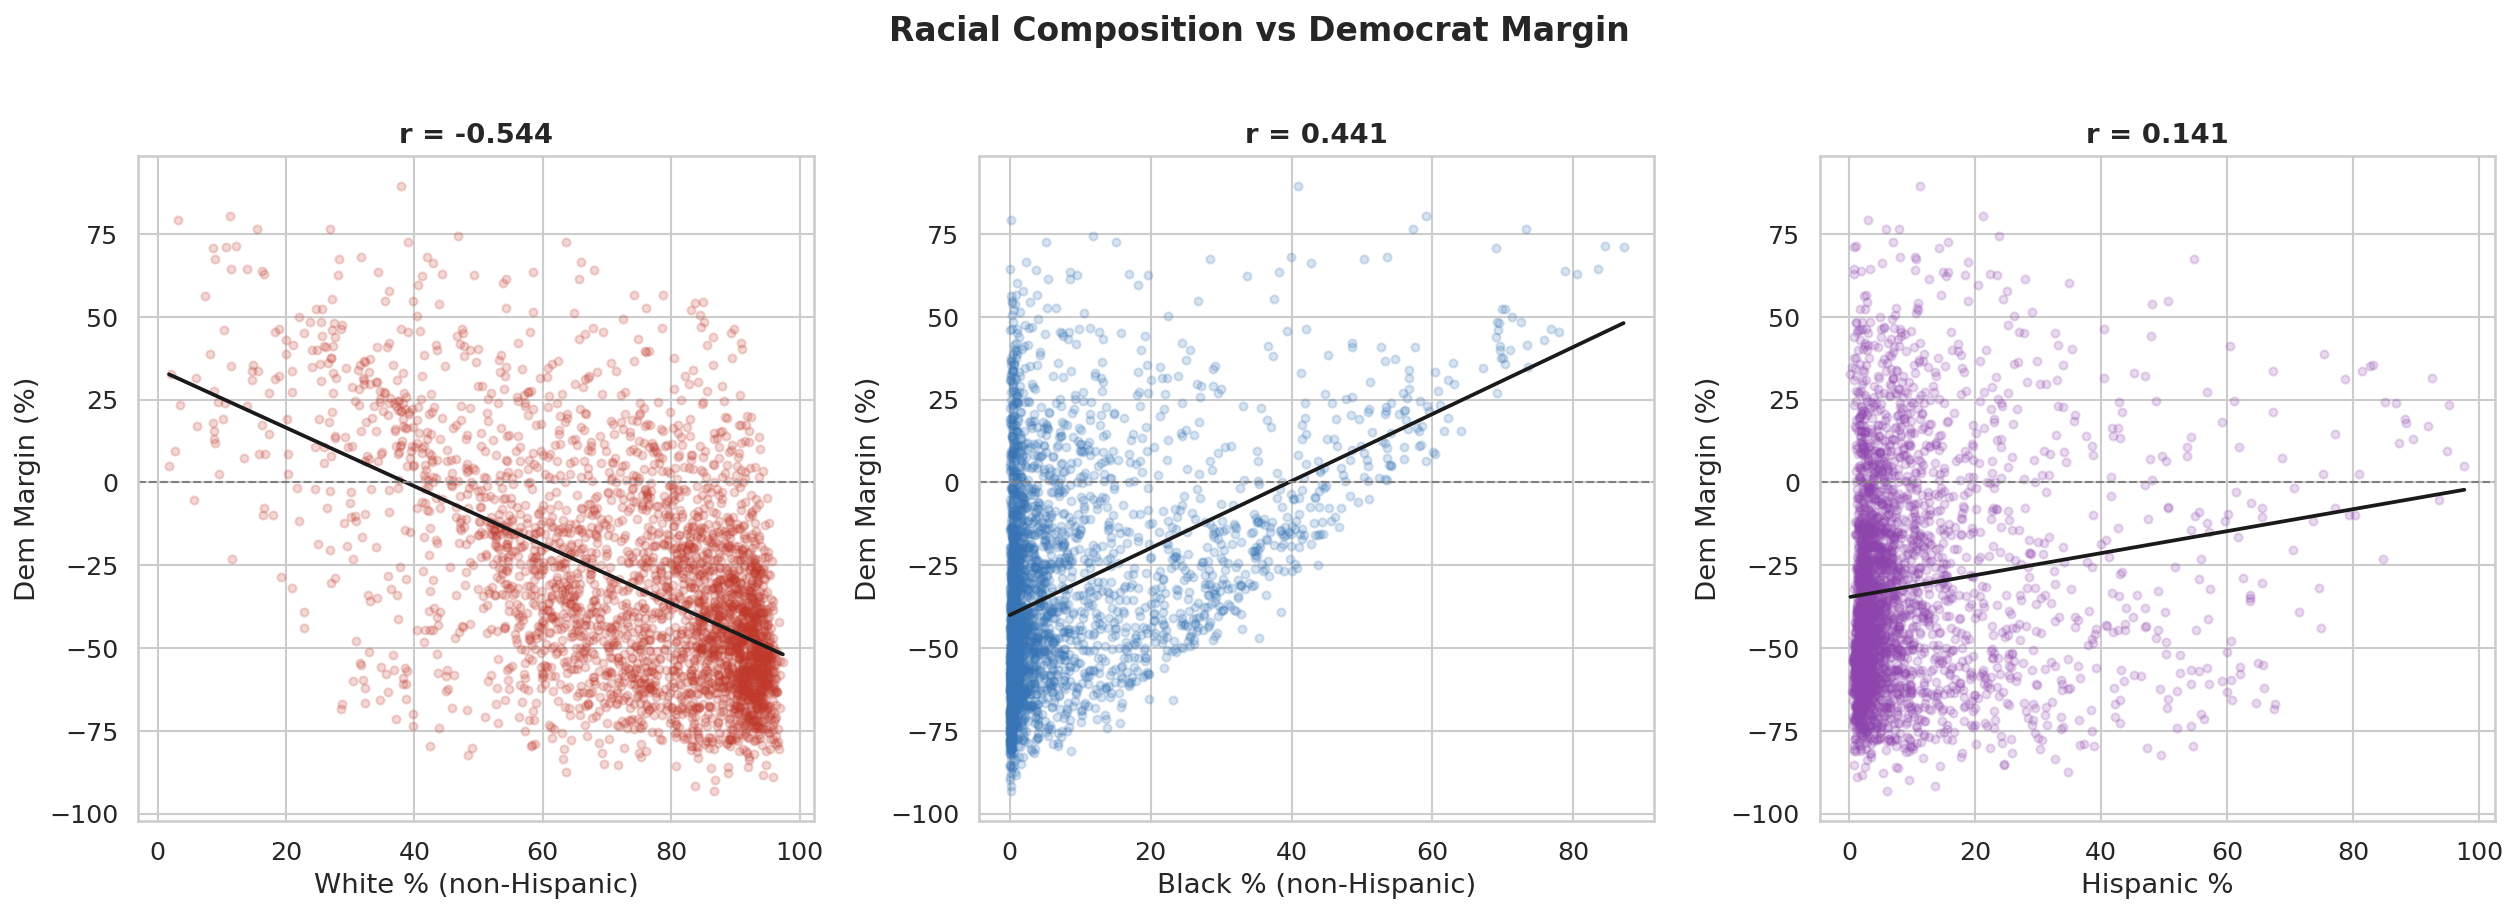 Racial Composition vs Democrat Margin
r = -0.544
75
50
25
0
−25
−50
−75
−100
Dem Margin (%)
0 20 40 60 80 100
White % (non-Hispanic)
r = 0.441
75
50
25
0
−25
−50
−75
−100
Dem Margin (%)
0 20 40 60 80
Black % (non-Hispanic)
r = 0.141
75
50
25
0
−25
−50
−75
−100
Dem Margin (%)
0 20 40 60 80 100
Hispanic %